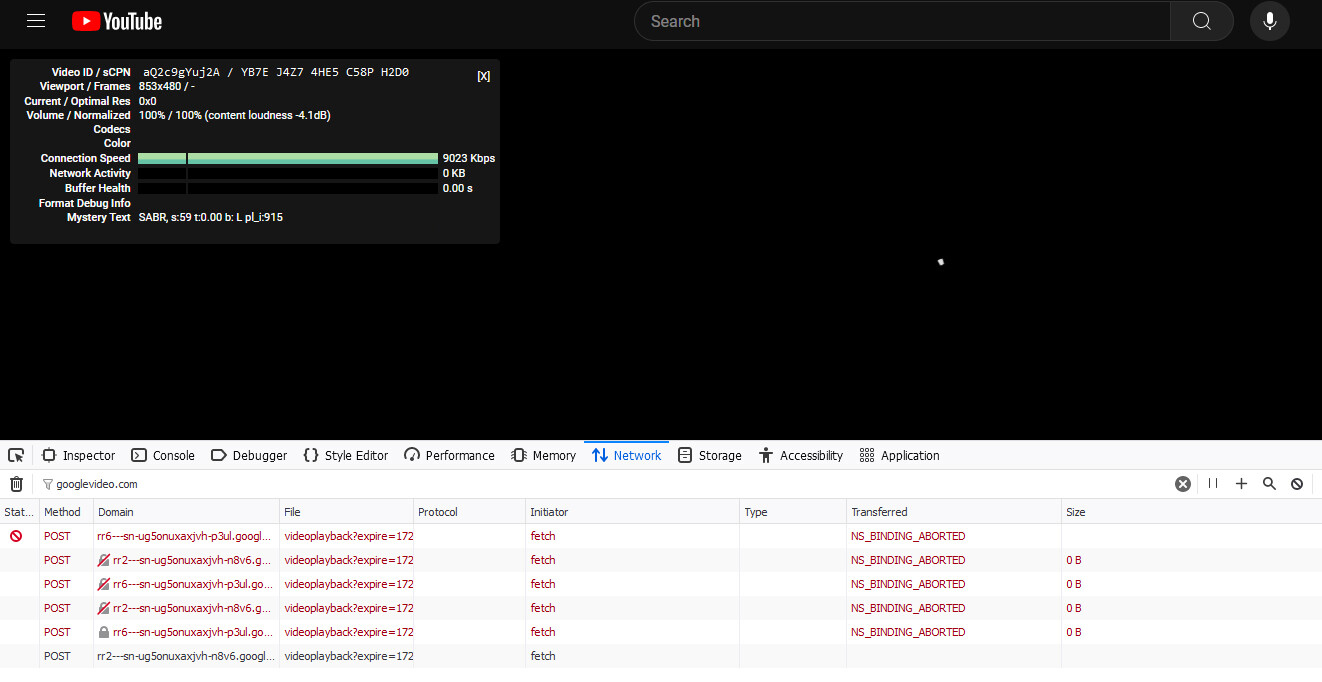 YouTube
Search
Video ID / sCPN aQ2c9gYuj2A / YB7E J4Z7 4HE5 C58P H2D0 [X]
Viewport / Frames 853x480 / -
Current / Optimal Res 0x0
Volume / Normalized 100% / 100% (content loudness -4.1dB)
Codecs
Color
Connection Speed 9023 Kbps
Network Activity 0 KB
Buffer Health 0.00 s
Format Debug Info
Mystery Text SABR, s:59 t:0.00 b: L pl_i:915
Inspector Console Debugger Style Editor Performance Memory Network Storage Accessibility Application
googlevideo.com
Stat... Method Domain File Protocol Initiator Type Transferred Size
POST rr6---sn-ug5onuxaxjvh-p3ul.googl... videoplayback?expire=172 fetch NS_BINDING_ABORTED
POST rr2---sn-ug5onuxaxjvh-n8v6.g... videoplayback?expire=172 fetch NS_BINDING_ABORTED 0 B
POST rr6---sn-ug5onuxaxjvh-p3ul.go... videoplayback?expire=172 fetch NS_BINDING_ABORTED 0 B
POST rr2---sn-ug5onuxaxjvh-n8v6.g... videoplayback?expire=172 fetch NS_BINDING_ABORTED 0 B
POST rr6---sn-ug5onuxaxjvh-p3ul.go... videoplayback?expire=172 fetch NS_BINDING_ABORTED 0 B
POST rr2---sn-ug5onuxaxjvh-n8v6.googl... videoplayback?expire=172 fetch